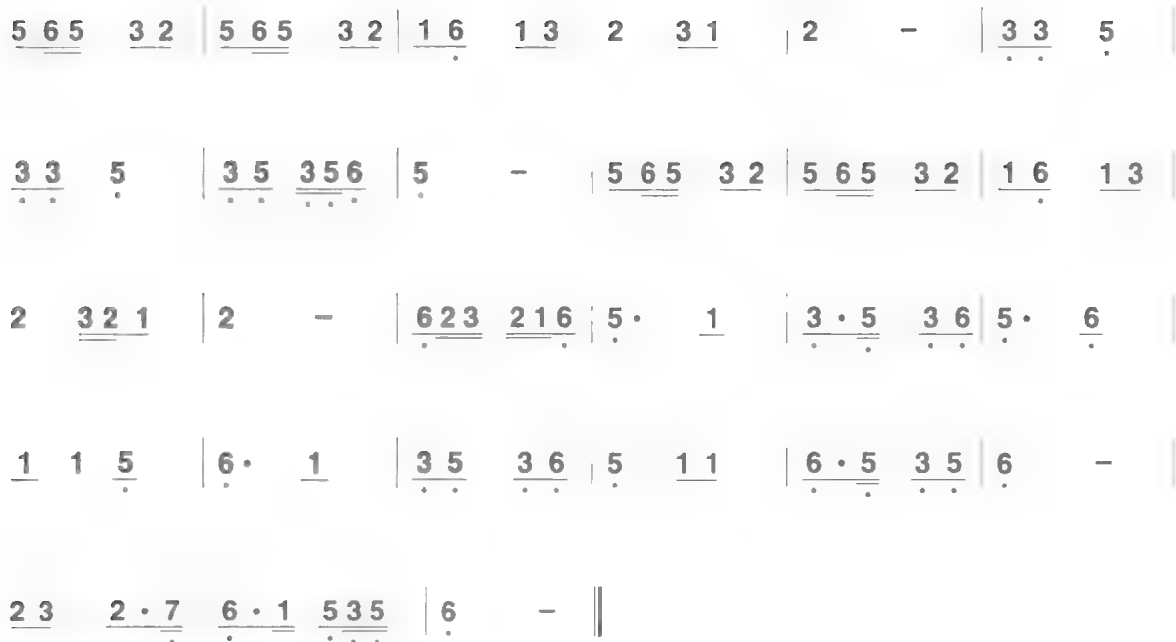 5 6 5 3 2 | 5 6 5 3 2 | 1 6̣ 1 3 2 3 1 | 2 - | 3̣ 3̣ 5̣ |
3̣ 3̣ 5̣ | 3̣ 5̣ 3̣ 5̣ 6̣ | 5̣ - | 5 6 5 3 2 | 5 6 5 3 2 | 1 6̣ 1 3
2 3 2 1 | 2 - | 6̣ 2 3 2 1 6̣ | 5̣· 1 | 3̣·5̣ 3̣ 6̣ | 5̣· 6̣ |
1 1 5̣ | 6̣· 1 | 3̣ 5̣ 3̣ 6̣ | 5̣ 1 1 | 6̣·5̣ 3̣ 5̣ | 6̣ - |
2 3 2·7̣ 6̣·1 5̣ 3̣ 5̣ | 6̣ - ‖